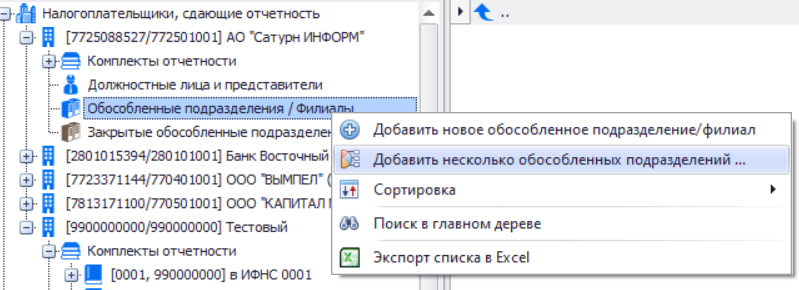 Налогоплательщики, сдающие отчетность
..
[7725088527/772501001] АО "Сатурн ИНФОРМ"
Комплекты отчетности
Должностные лица и представители
Обособленные подразделения / Филиалы
Закрытые обособленные подразделен
Добавить новое обособленное подразделение/филиал
[2801015394/280101001] Банк Восточный
Добавить несколько обособленных подразделений ...
[7723371144/770401001] ООО "ВЫМПЕЛ" (
Сортировка
[7813171100/770501001] ООО "КАПИТАЛ
[9900000000/990000000] Тестовый
Поиск в главном дереве
Комплекты отчетности
Экспорт списка в Excel
[0001, 990000000] в ИФНС 0001